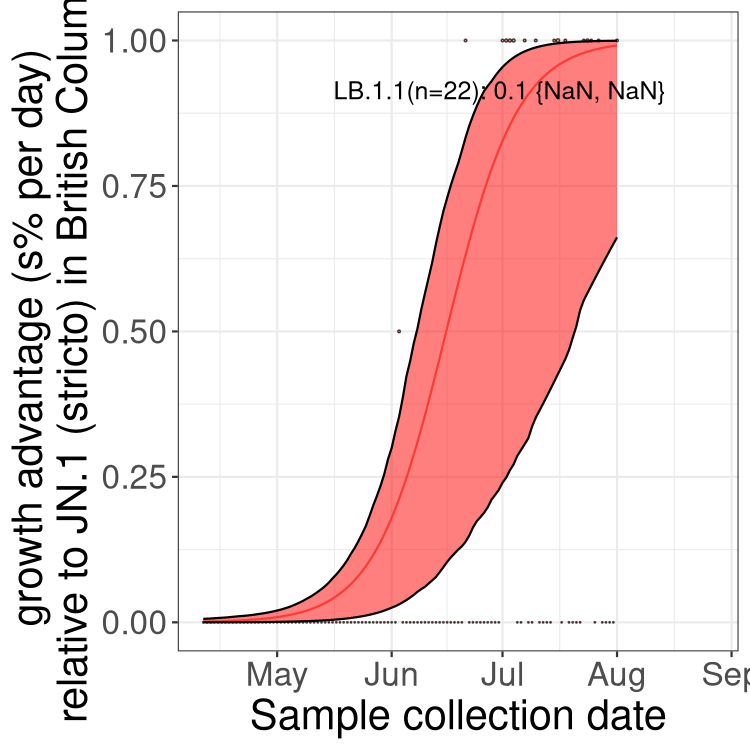 growth advantage (s% per day)
relative to JN.1 (stricto) in British Colum
1.00
0.75
0.50
0.25
0.00
LB.1.1(n=22): 0.1 {NaN, NaN}
May Jun Jul Aug Sep
Sample collection date